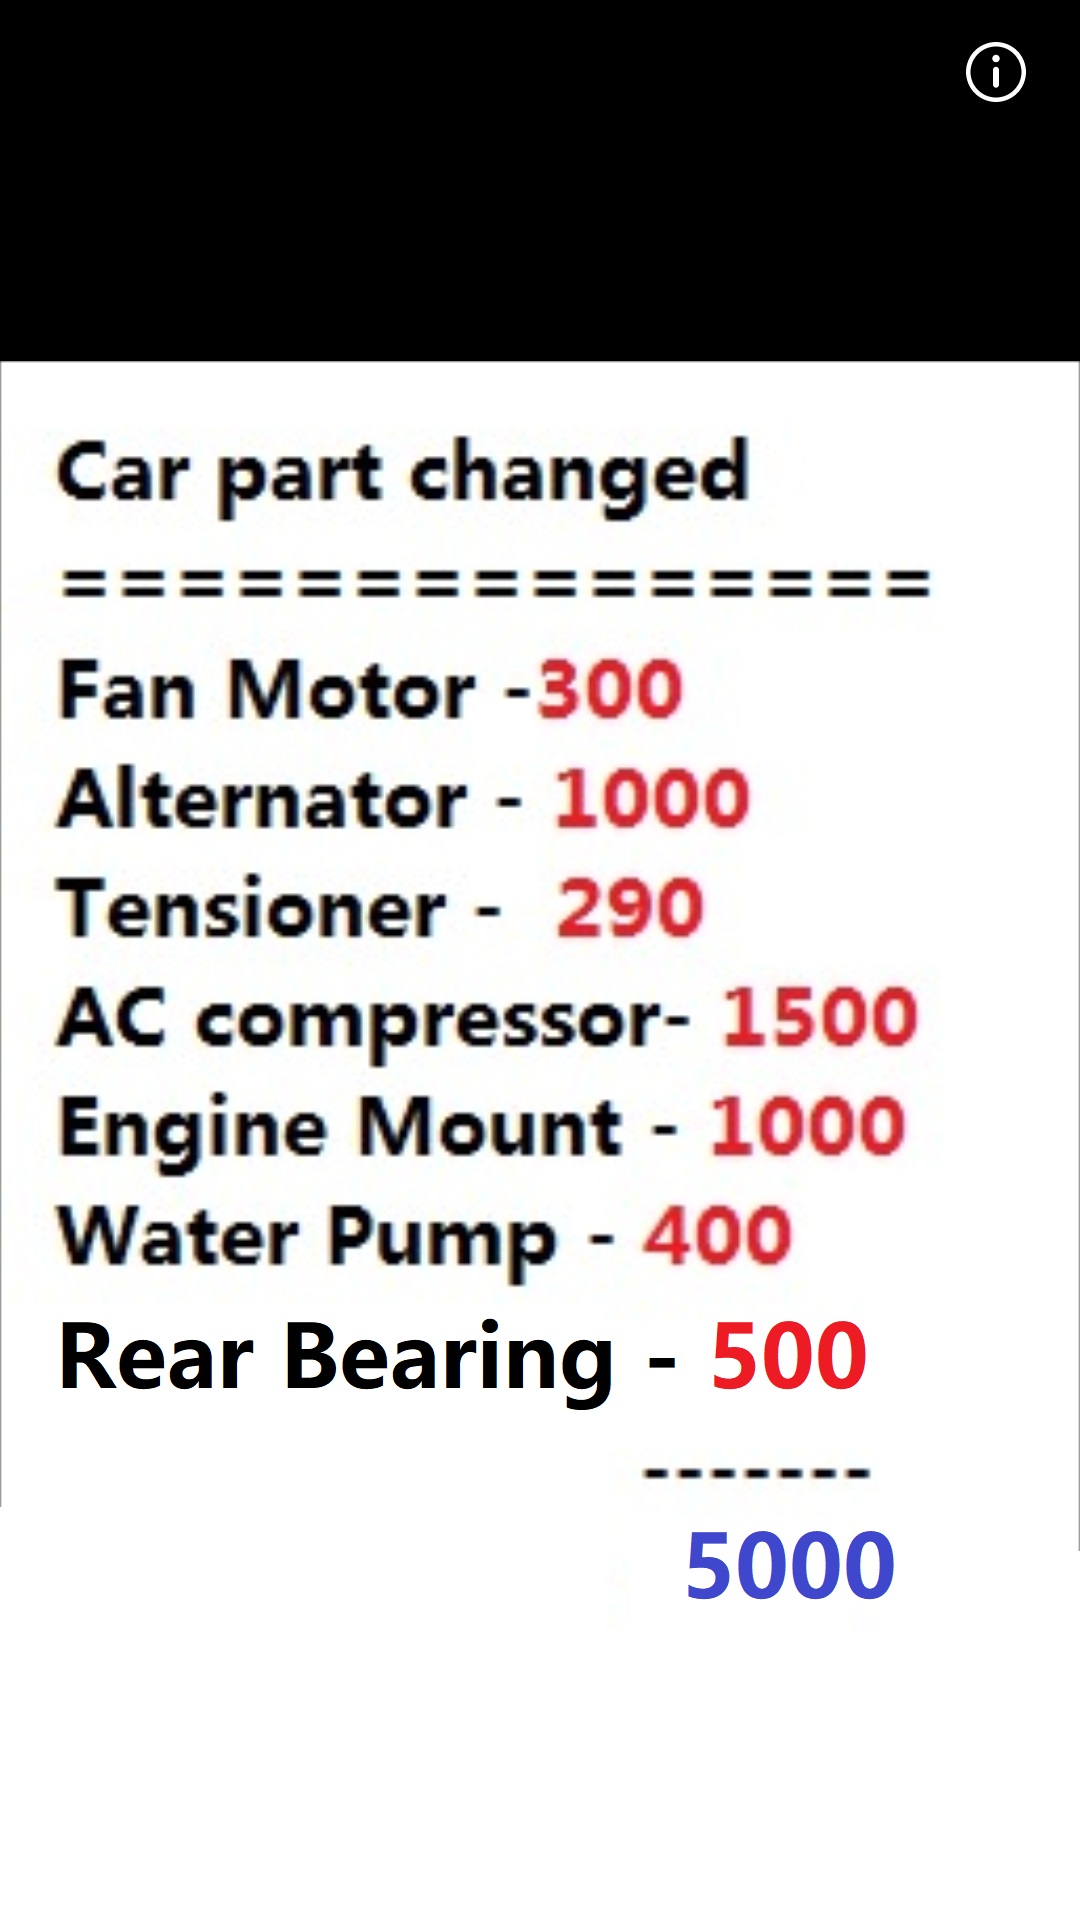 Car part changed
===============
Fan Motor -300
Alternator - 1000
Tensioner -  290
AC compressor- 1500
Engine Mount - 1000
Water Pump - 400
Rear Bearing - 500
-------
5000